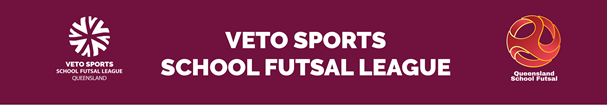 VETO SPORTS
SCHOOL FUTSAL LEAGUE
QUEENSLAND
VETO SPORTS
SCHOOL FUTSAL LEAGUE
Queensland
School Futsal